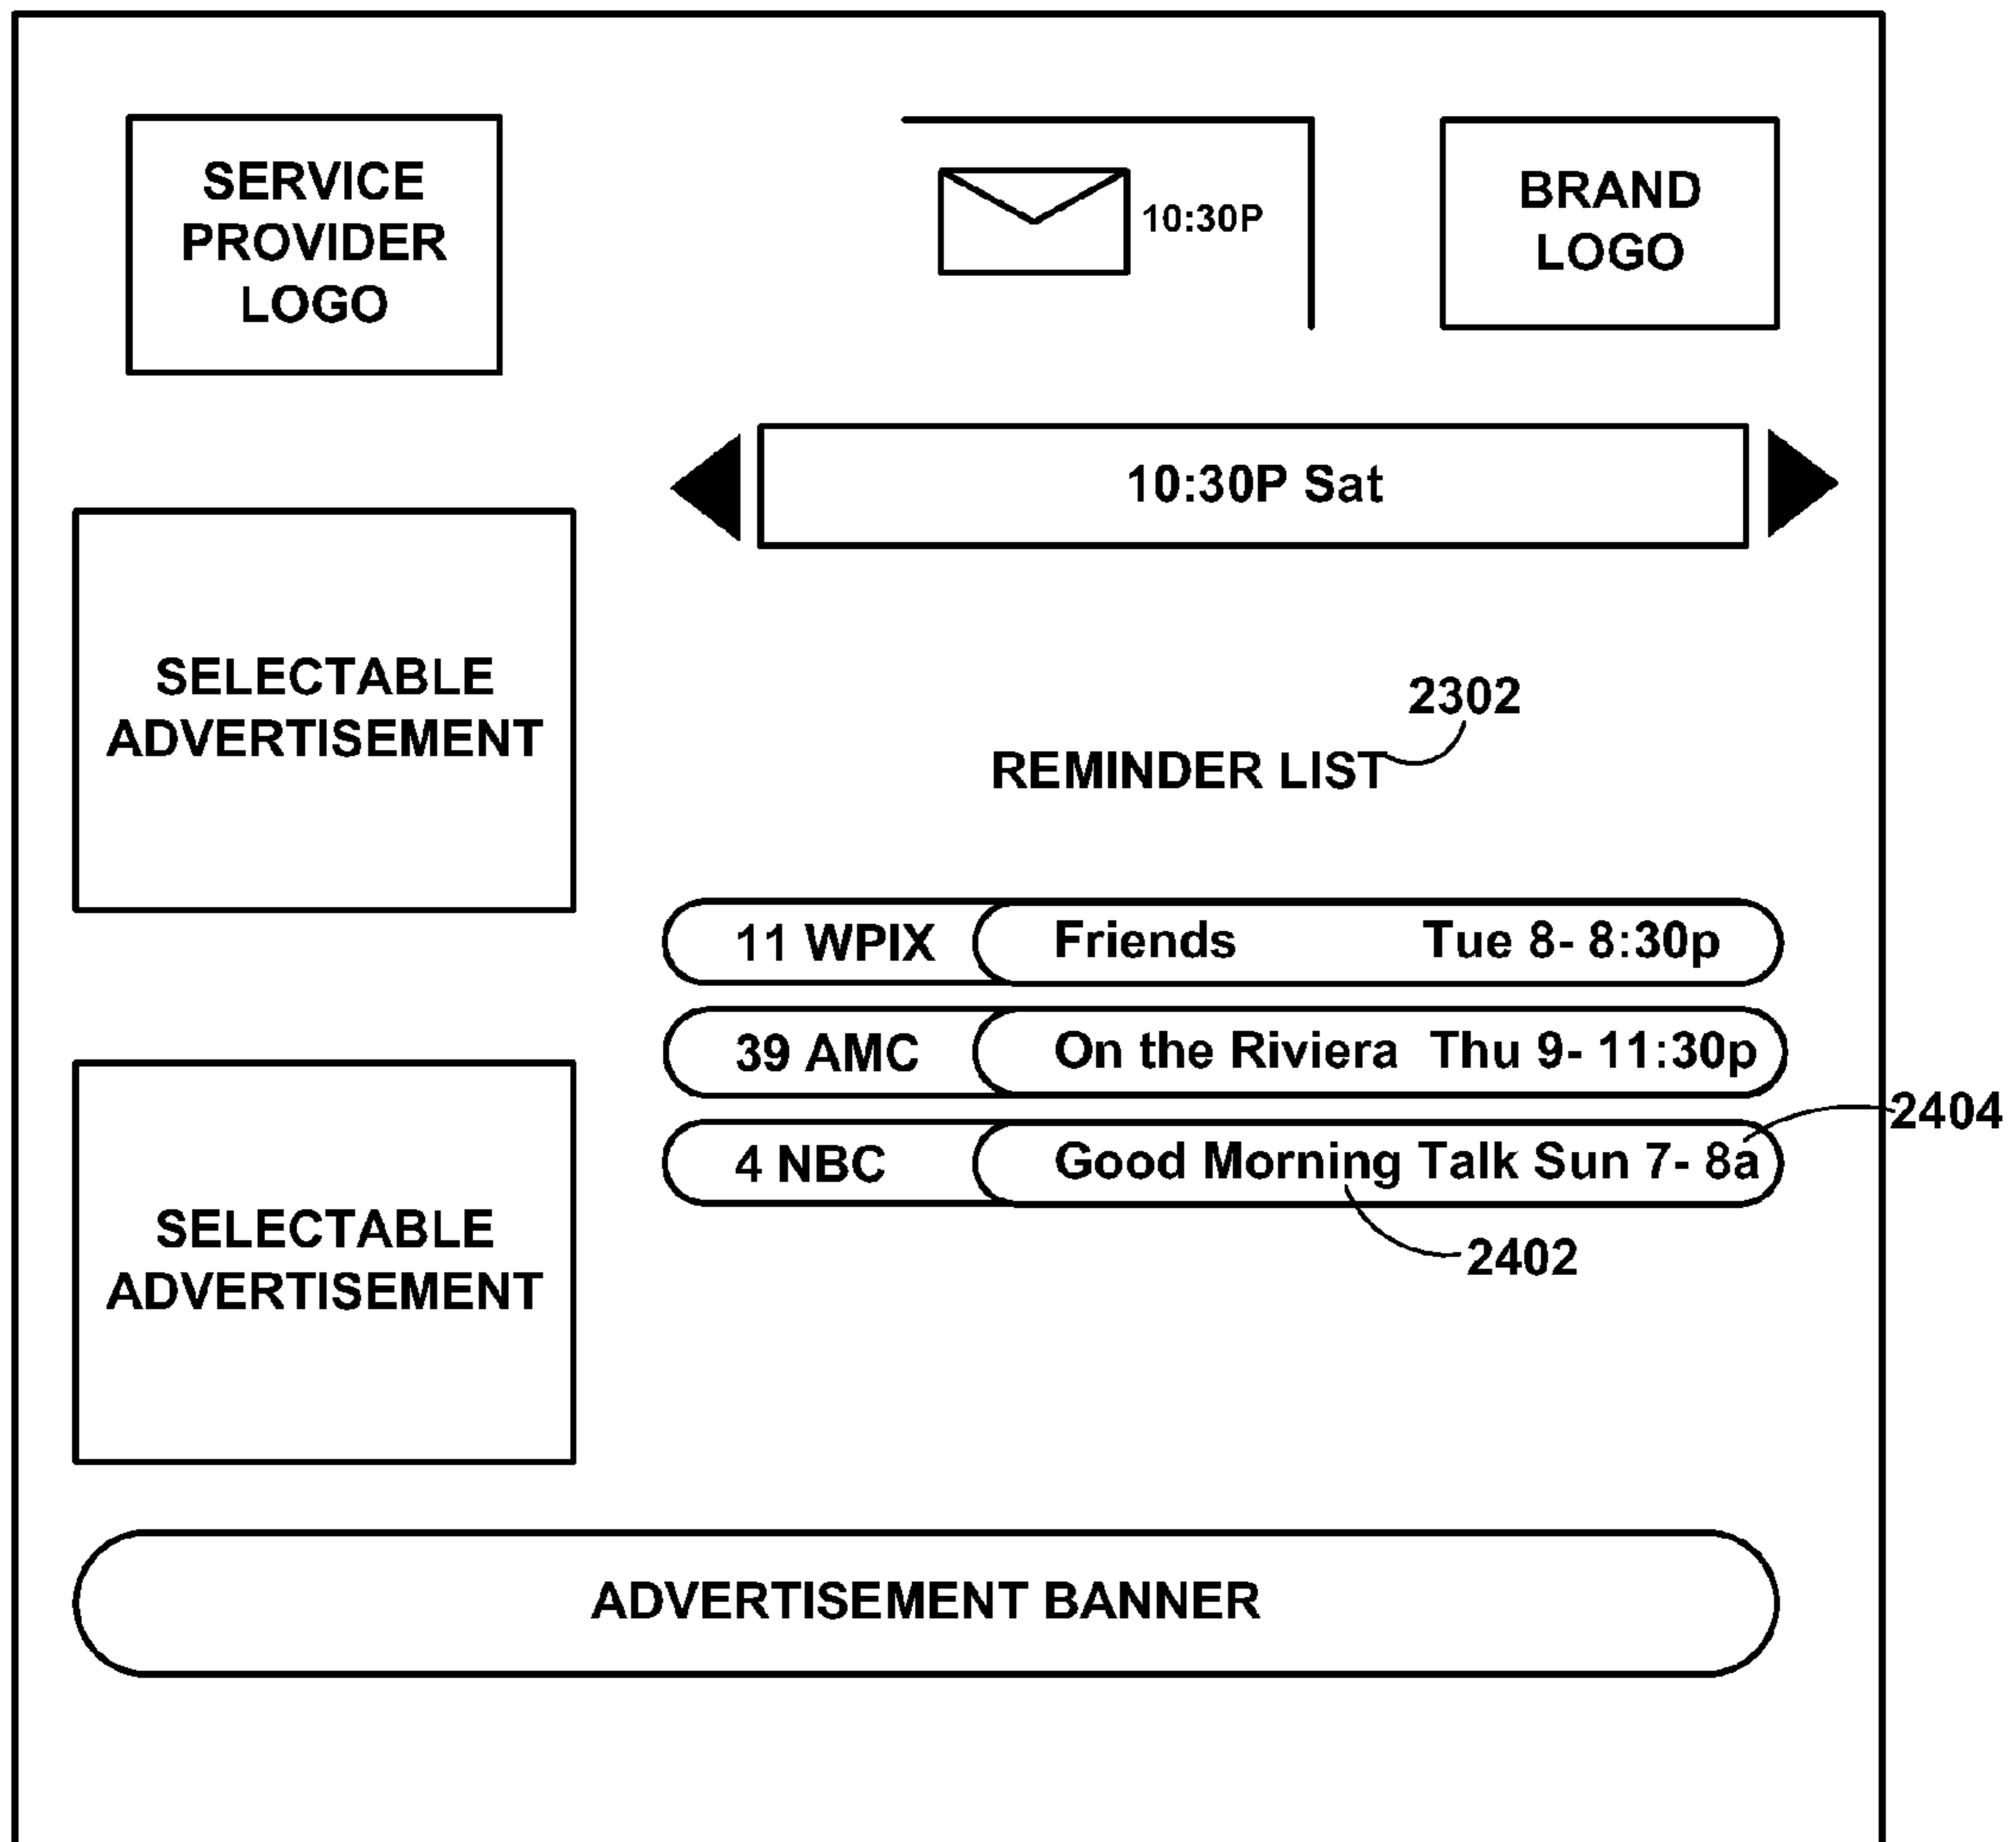 SERVICE
PROVIDER
LOGO
10:30P
BRAND
LOGO
10:30P Sat
SELECTABLE
ADVERTISEMENT
2302
REMINDER LIST
11 WPIX Friends Tue 8- 8:30p
39 AMC On the Riviera Thu 9- 11:30p
2404
4 NBC Good Morning Talk Sun 7- 8a
2402
SELECTABLE
ADVERTISEMENT
ADVERTISEMENT BANNER